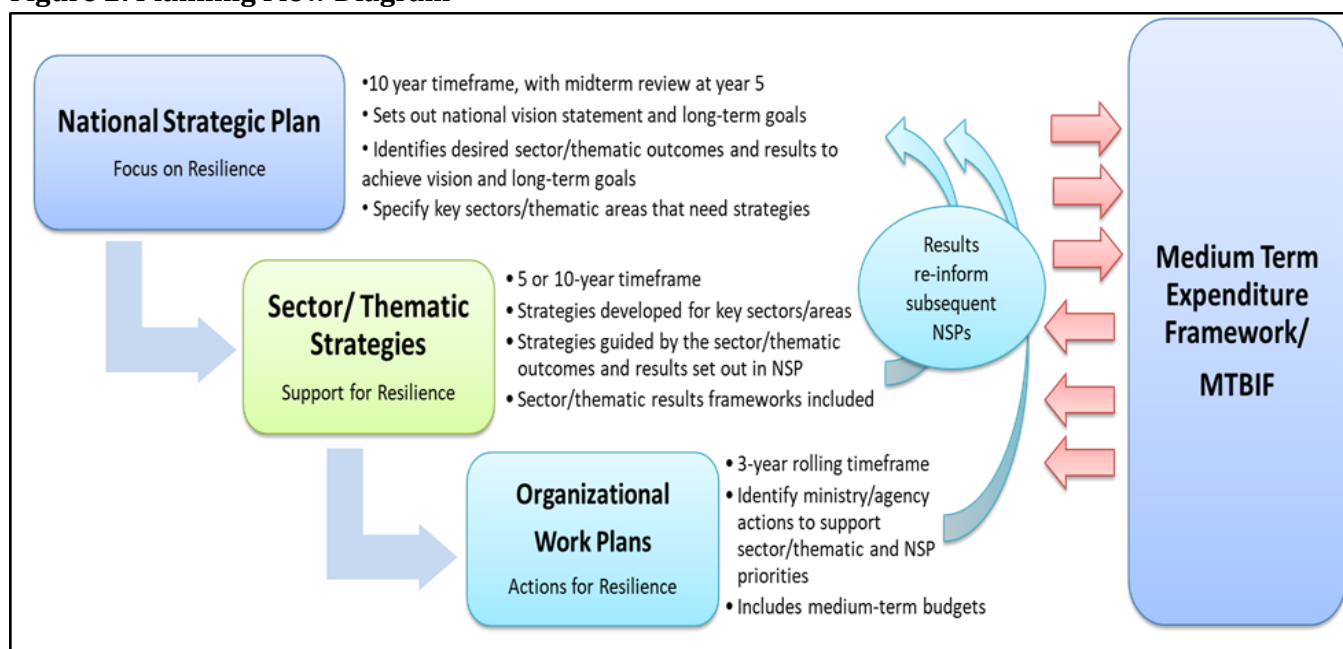 National Strategic Plan
Focus on Resilience
•10 year timeframe, with midterm review at year 5
• Sets out national vision statement and long-term goals
• Identifies desired sector/thematic outcomes and results to
achieve vision and long-term goals
• Specify key sectors/thematic areas that need strategies
Sector/ Thematic
Strategies
Support for Resilience
• 5 or 10-year timeframe
• Strategies developed for key sectors/areas
• Strategies guided by the sector/thematic
outcomes and results set out in NSP
• Sector/thematic results frameworks included
Organizational
Work Plans
Actions for Resilience
• 3-year rolling timeframe
• Identify ministry/agency
actions to support
sector/thematic and NSP
priorities
• Includes medium-term budgets
Results
re-inform
subsequent
NSPs
Medium Term
Expenditure
Framework/
MTBIF